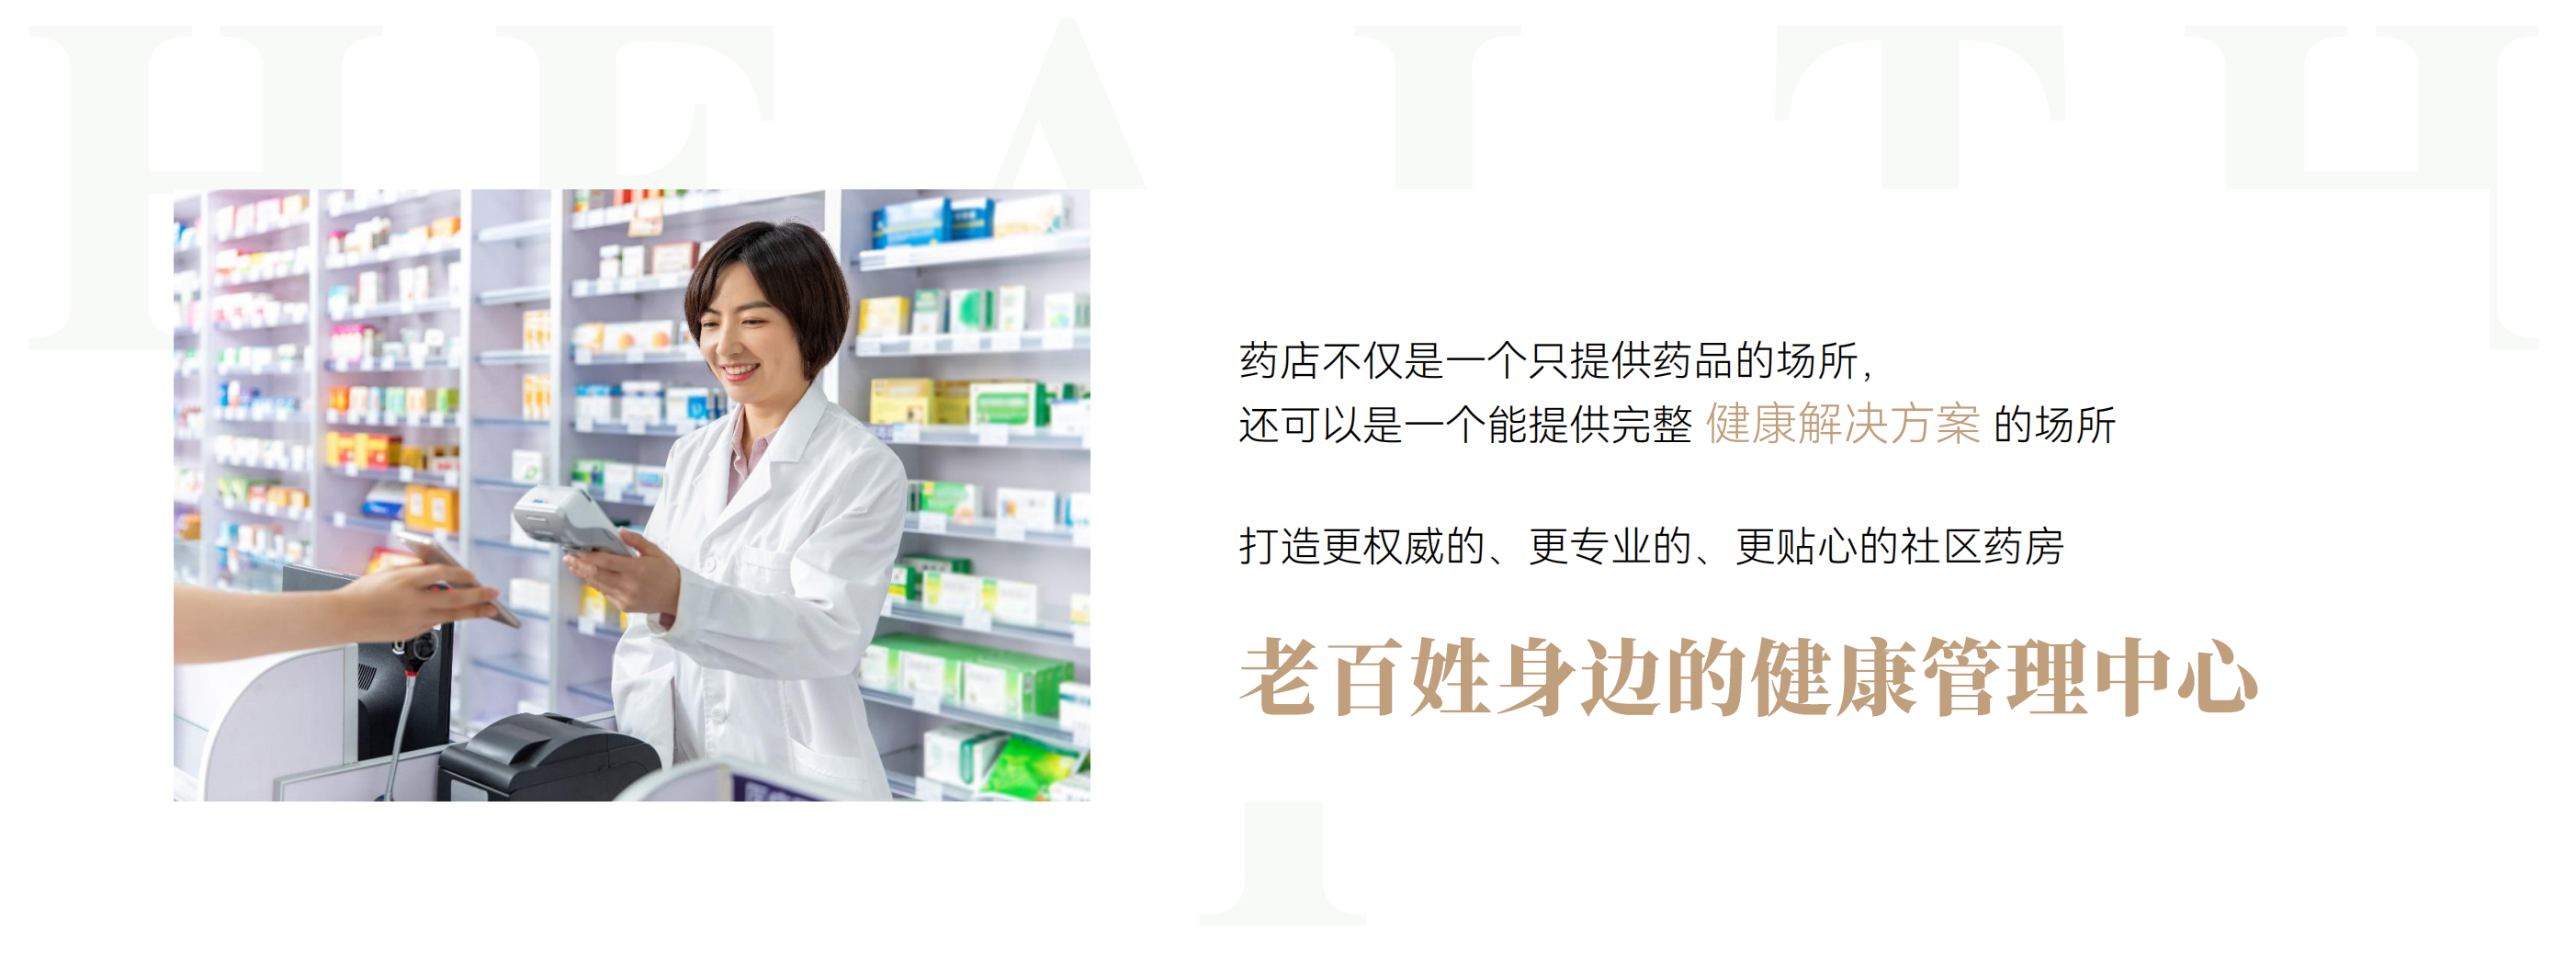 HEALTH
药店不仅是一个只提供药品的场所,
还可以是一个能提供完整 健康解决方案 的场所
打造更权威的、更专业的、更贴心的社区药房
老百姓身边的健康管理中心